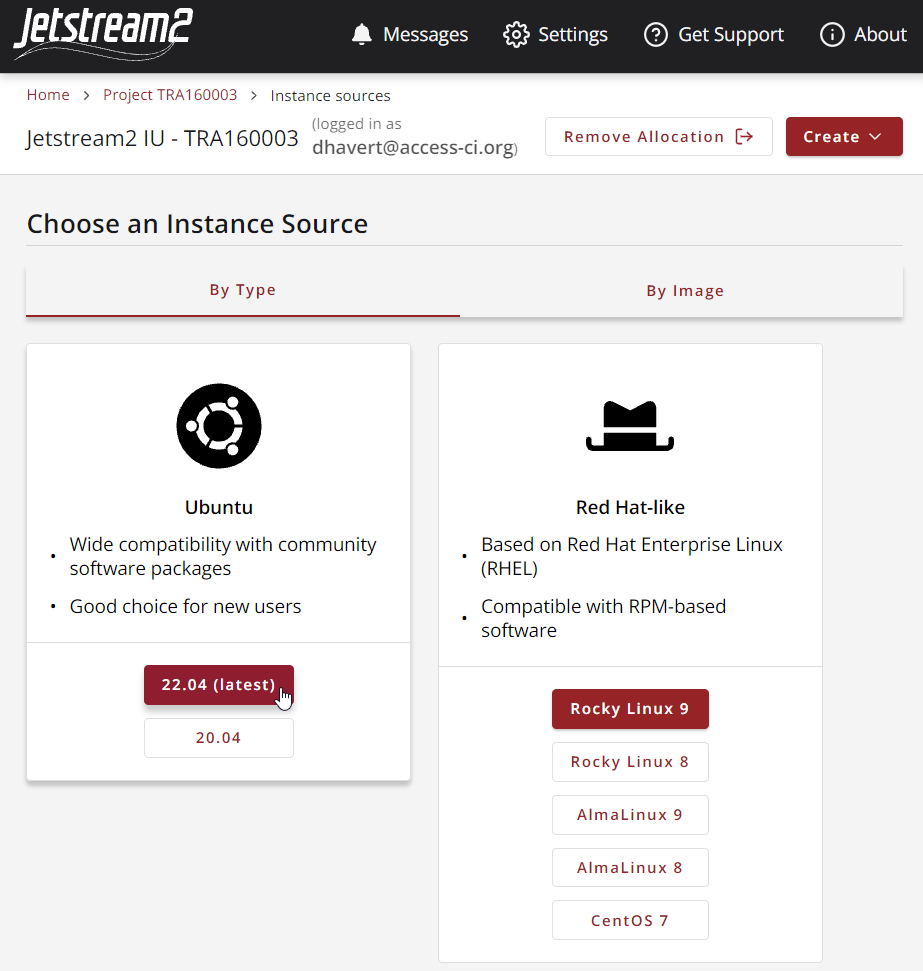 Jetstream2
Messages
Settings
Get Support
About
Home > Project TRA160003 > Instance sources
Jetstream2 IU - TRA160003
(logged in as
dhavert@access-ci.org)
Remove Allocation
Create
Choose an Instance Source
By Type
By Image
Ubuntu
• Wide compatibility with community
software packages
• Good choice for new users
22.04 (latest)
20.04
Red Hat-like
• Based on Red Hat Enterprise Linux
(RHEL)
• Compatible with RPM-based
software
Rocky Linux 9
Rocky Linux 8
AlmaLinux 9
AlmaLinux 8
CentOS 7